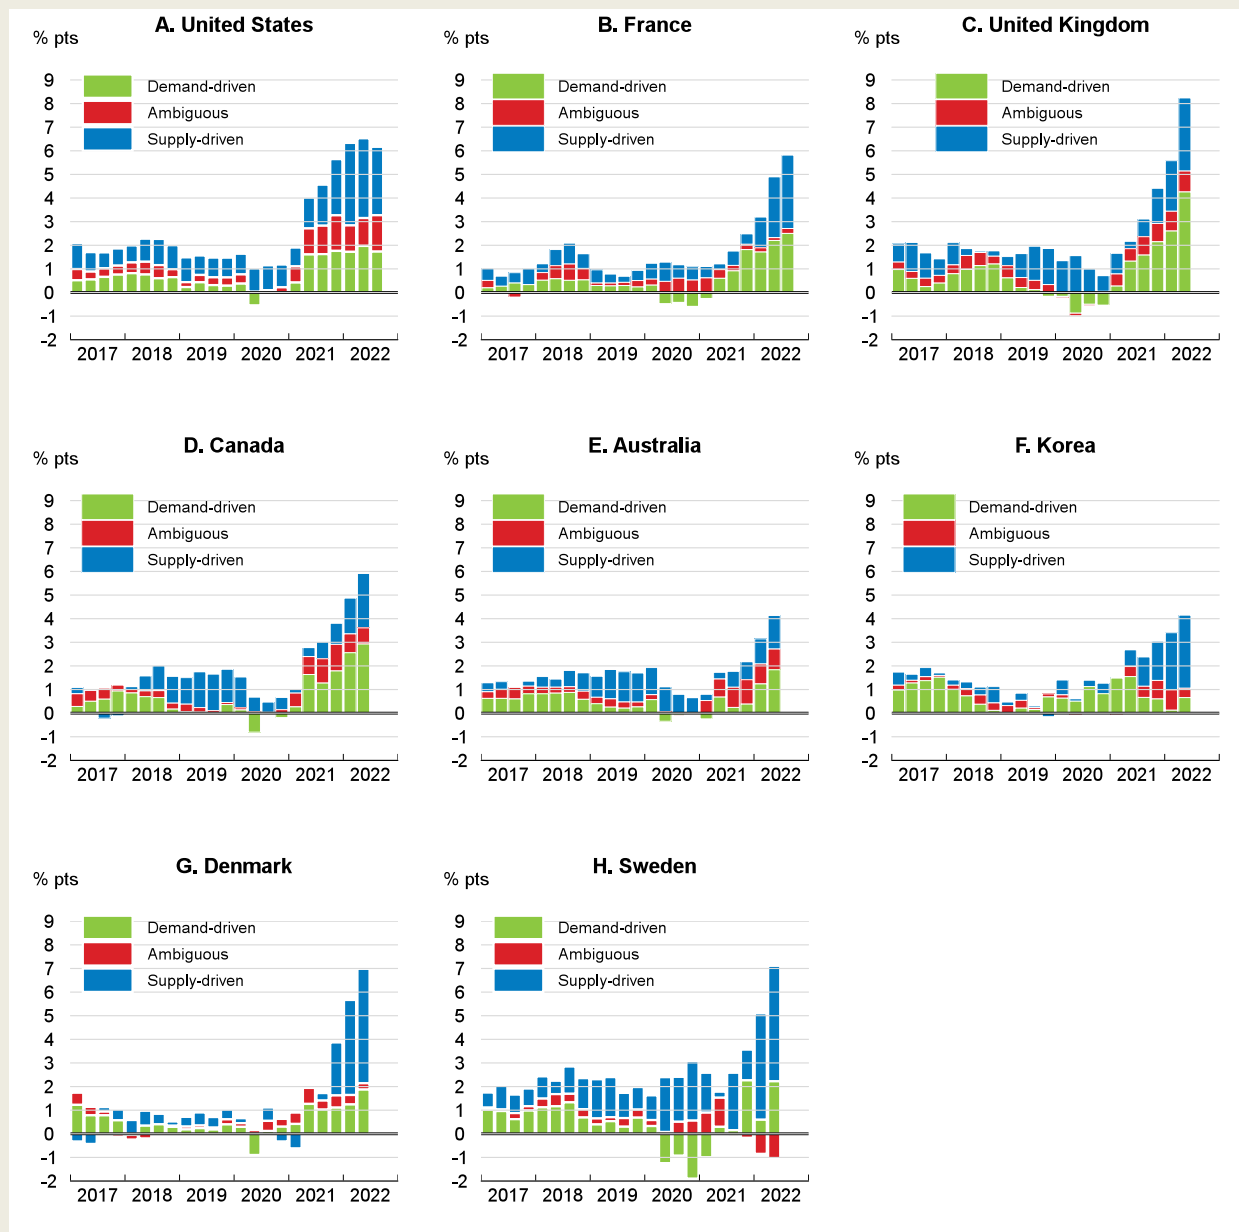 A. United States
% pts
9
8
7
6
5
4
3
2
1
0
-1
-2
Demand-driven
Ambiguous
Supply-driven
2017 2018 2019 2020 2021 2022
B. France
% pts
9
8
7
6
5
4
3
2
1
0
-1
-2
Demand-driven
Ambiguous
Supply-driven
2017 2018 2019 2020 2021 2022
C. United Kingdom
% pts
9
8
7
6
5
4
3
2
1
0
-1
-2
Demand-driven
Ambiguous
Supply-driven
2017 2018 2019 2020 2021 2022
D. Canada
% pts
9
8
7
6
5
4
3
2
1
0
-1
-2
Demand-driven
Ambiguous
Supply-driven
2017 2018 2019 2020 2021 2022
E. Australia
% pts
9
8
7
6
5
4
3
2
1
0
-1
-2
Demand-driven
Ambiguous
Supply-driven
2017 2018 2019 2020 2021 2022
F. Korea
% pts
9
8
7
6
5
4
3
2
1
0
-1
-2
Demand-driven
Ambiguous
Supply-driven
2017 2018 2019 2020 2021 2022
G. Denmark
% pts
9
8
7
6
5
4
3
2
1
0
-1
-2
Demand-driven
Ambiguous
Supply-driven
2017 2018 2019 2020 2021 2022
H. Sweden
% pts
9
8
7
6
5
4
3
2
1
0
-1
-2
Demand-driven
Ambiguous
Supply-driven
2017 2018 2019 2020 2021 2022